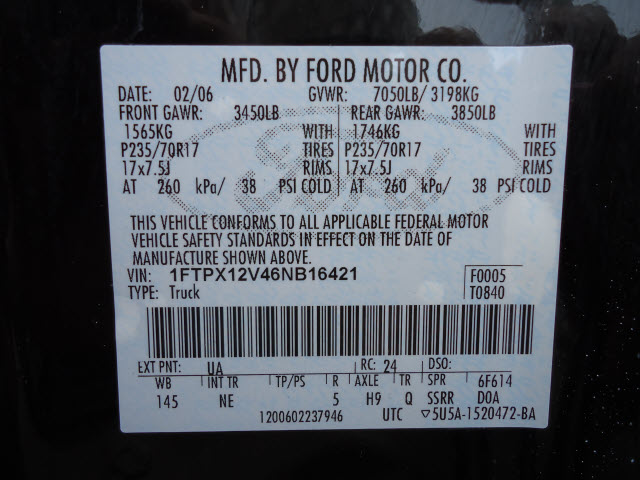 MFD. BY FORD MOTOR CO.
DATE: 02/06 GVWR: 7050LB/ 3198KG
FRONT GAWR: 3450LB REAR GAWR: 3850LB
1565KG WITH 1746KG WITH
P235/70R17 TIRES P235/70R17 TIRES
17x7.5J RIMS 17x7.5J RIMS
AT 260 kPa/ 38 PSI COLD AT 260 kPa/ 38 PSI COLD
THIS VEHICLE CONFORMS TO ALL APPLICABLE FEDERAL MOTOR
VEHICLE SAFETY STANDARDS IN EFFECT ON THE DATE OF
MANUFACTURE SHOWN ABOVE.
VIN: 1FTPX12V46NB16421 F0005
TYPE: Truck T0840
EXT PNT: UA RC: 24 DSO:
WB INT TR TP/PS R AXLE TR SPR 6F614
145 NE 5 H9 Q SSRR DOA
1200602237946 UTC ▽5U5A-1520472-BA
Ford